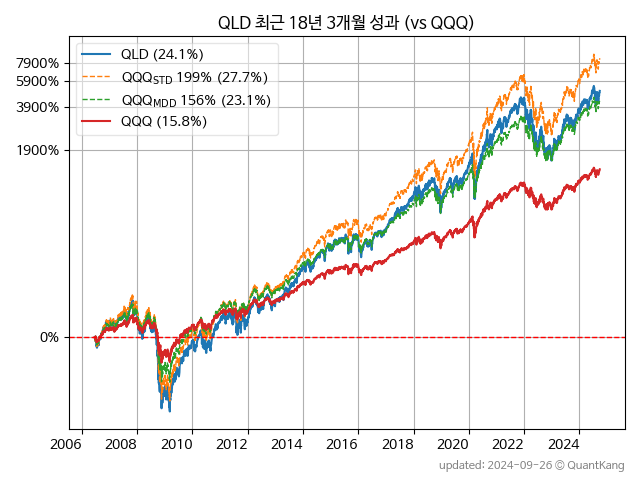 QLD 최근 18년 3개월 성과 (vs QQQ)
QLD (24.1%)
QQQSTD 199% (27.7%)
QQQMDD 156% (23.1%)
QQQ (15.8%)
7900%
5900%
3900%
1900%
0%
2006 2008 2010 2012 2014 2016 2018 2020 2022 2024
updated: 2024-09-26 © QuantKang